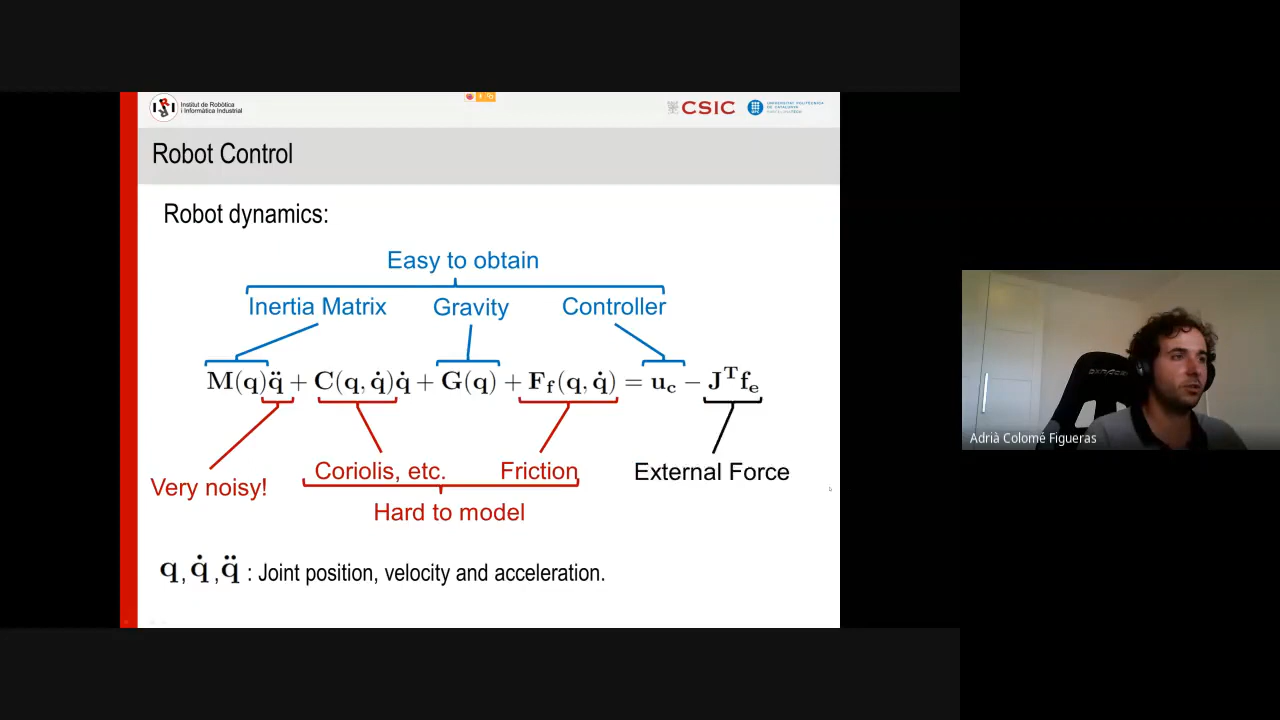 Institut de Robòtica
i Informàtica Industrial
CSIC
UNIVERSITAT POLITÈCNICA
DE CATALUNYA
Robot Control
Robot dynamics:
Easy to obtain
Inertia Matrix Gravity Controller
M(q)q̈ + C(q, q̇)q̇ + G(q) + F_f(q, q̇) = u_c − J^T f_e
Very noisy! Coriolis, etc. Friction External Force
Hard to model
q, q̇, q̈ : Joint position, velocity and acceleration.
Adrià Colomé Figueras